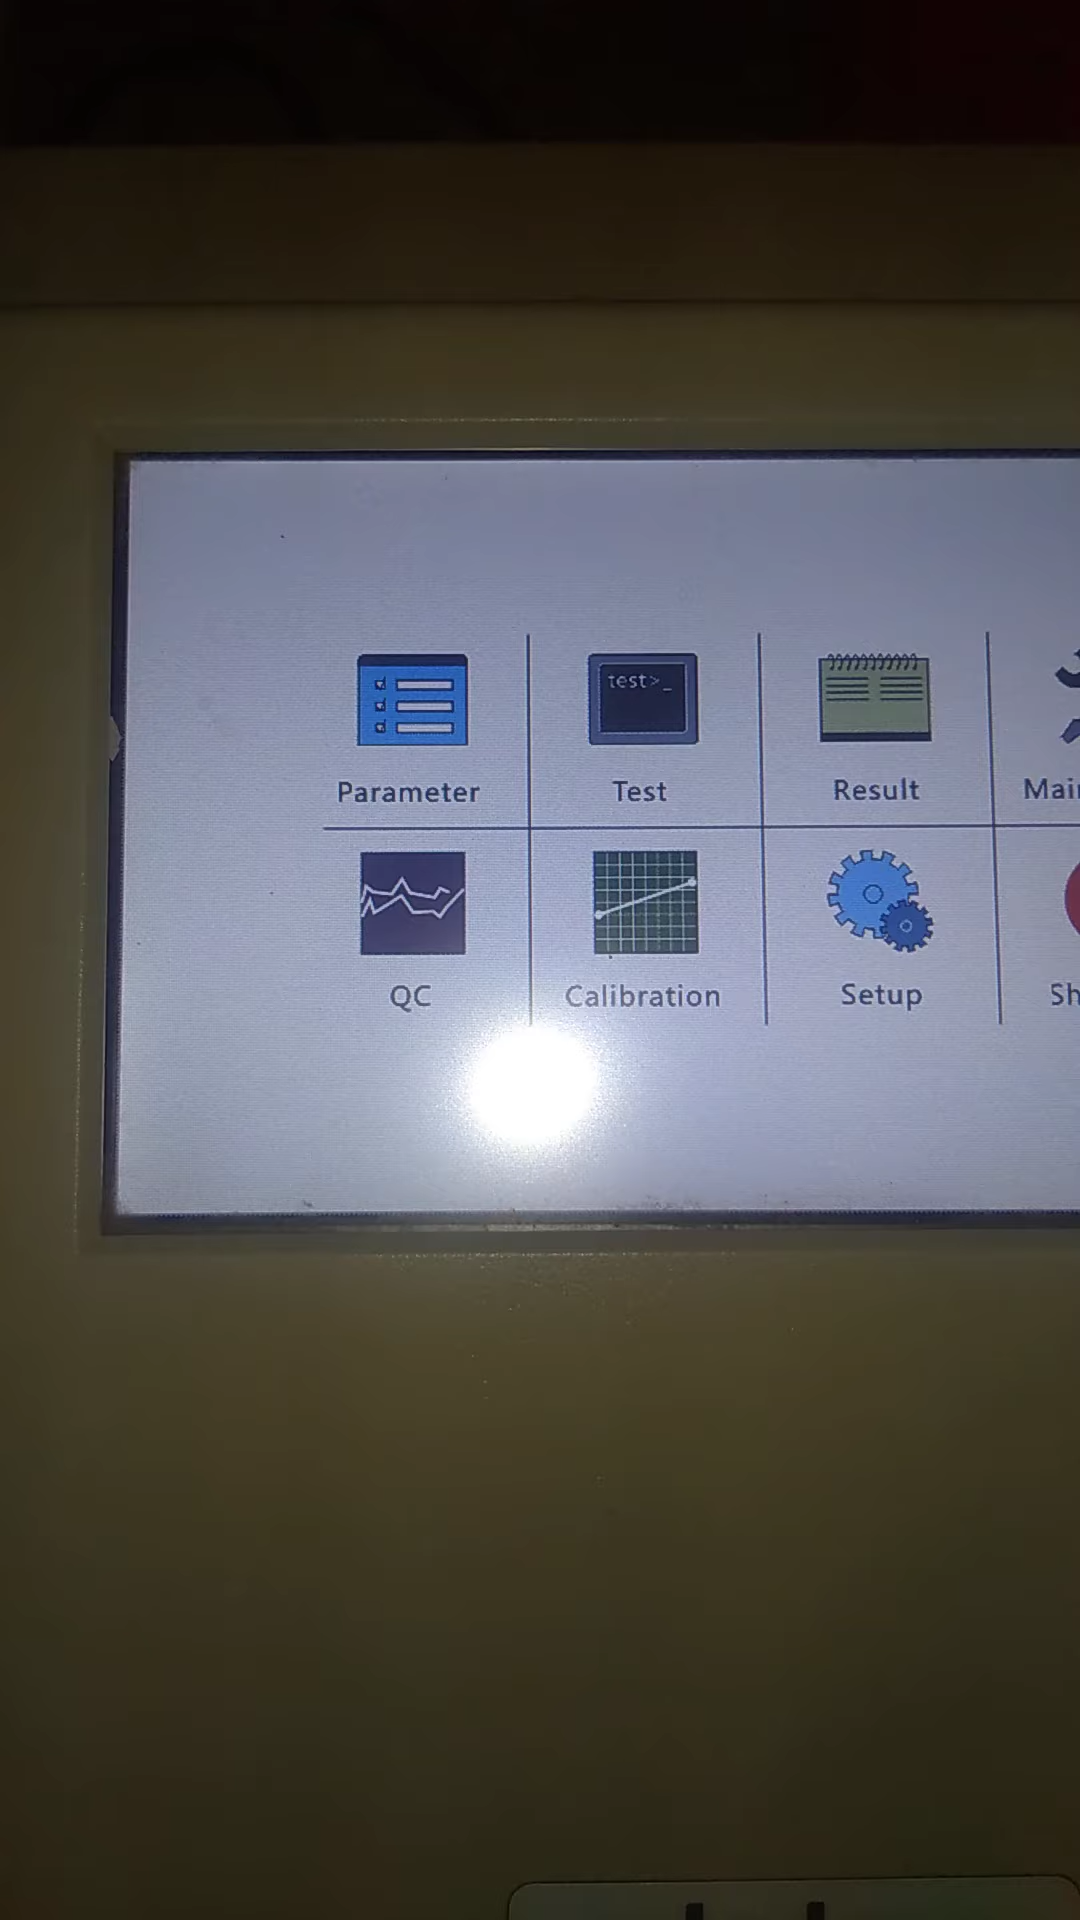 test>_
Parameter
Test
Result
QC
Calibration
Setup